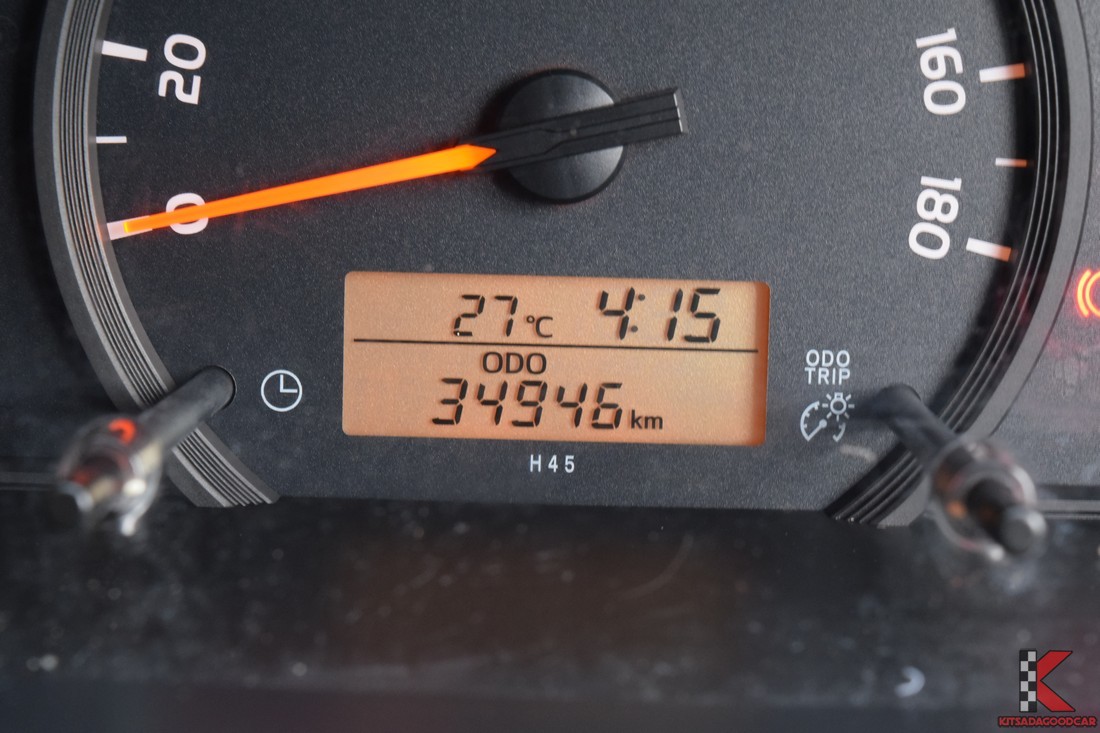 20
0
160
180
27 °C 4:15
ODO
34946 km
H45
ODO
TRIP
KITSADAGOODCAR